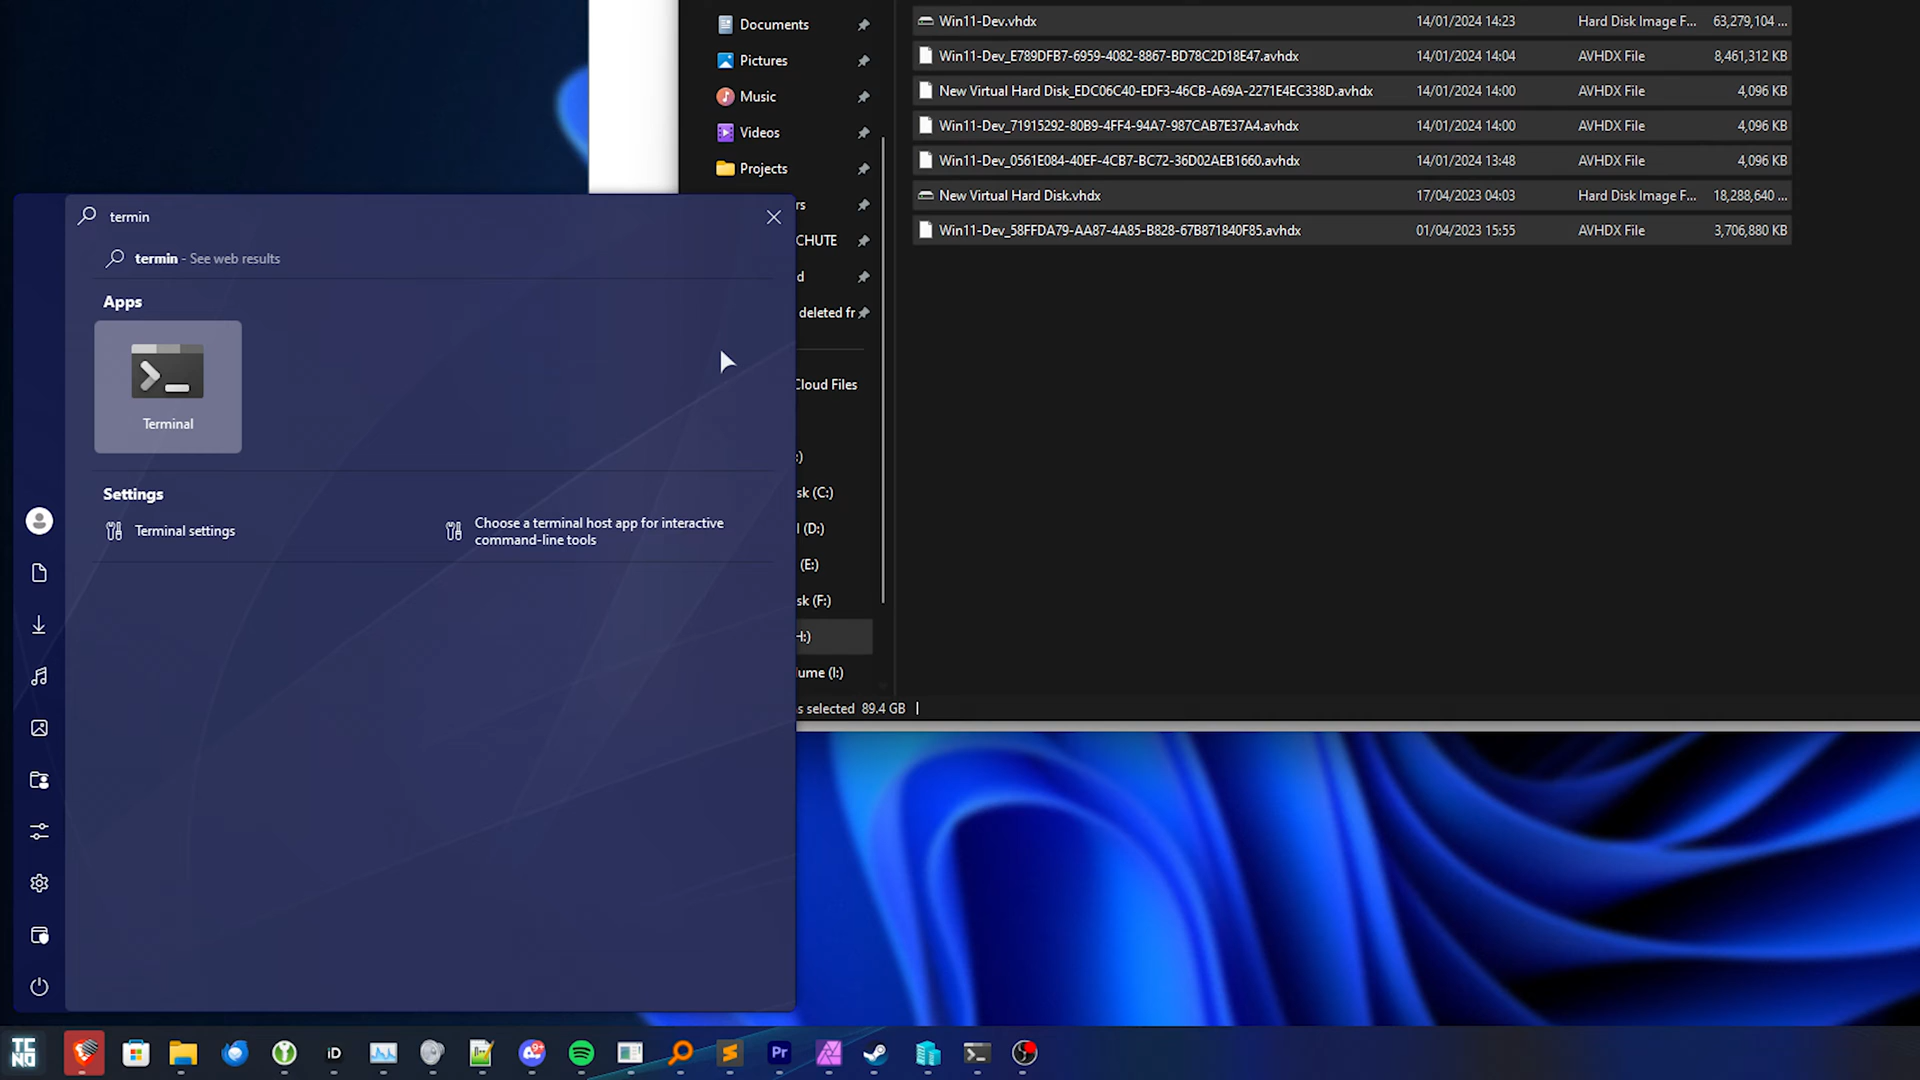 termin
termin - See web results
Apps
Terminal
Settings
Terminal settings
Choose a terminal host app for interactive
command-line tools
Documents
Pictures
Music
Videos
Projects
rs
CHUTE
d
deleted fr
Cloud Files
:)
sk (C:)
l (D:)
(E:)
sk (F:)
H:)
ume (I:)
s selected 89.4 GB
Win11-Dev.vhdx 14/01/2024 14:23 Hard Disk Image F... 63,279,104 ...
Win11-Dev_E789DFB7-6959-4082-8867-BD78C2D18E47.avhdx 14/01/2024 14:04 AVHDX File 8,461,312 KB
New Virtual Hard Disk_EDC06C40-EDF3-46CB-A69A-2271E4EC338D.avhdx 14/01/2024 14:00 AVHDX File 4,096 KB
Win11-Dev_71915292-80B9-4FF4-94A7-987CAB7E37A4.avhdx 14/01/2024 14:00 AVHDX File 4,096 KB
Win11-Dev_0561E084-40EF-4CB7-BC72-36D02AEB1660.avhdx 14/01/2024 13:48 AVHDX File 4,096 KB
New Virtual Hard Disk.vhdx 17/04/2023 04:03 Hard Disk Image F... 18,288,640 ...
Win11-Dev_58FFDA79-AA87-4A85-B828-67B871840F85.avhdx 01/04/2023 15:55 AVHDX File 3,706,880 KB
TC
NO
iD
Pr